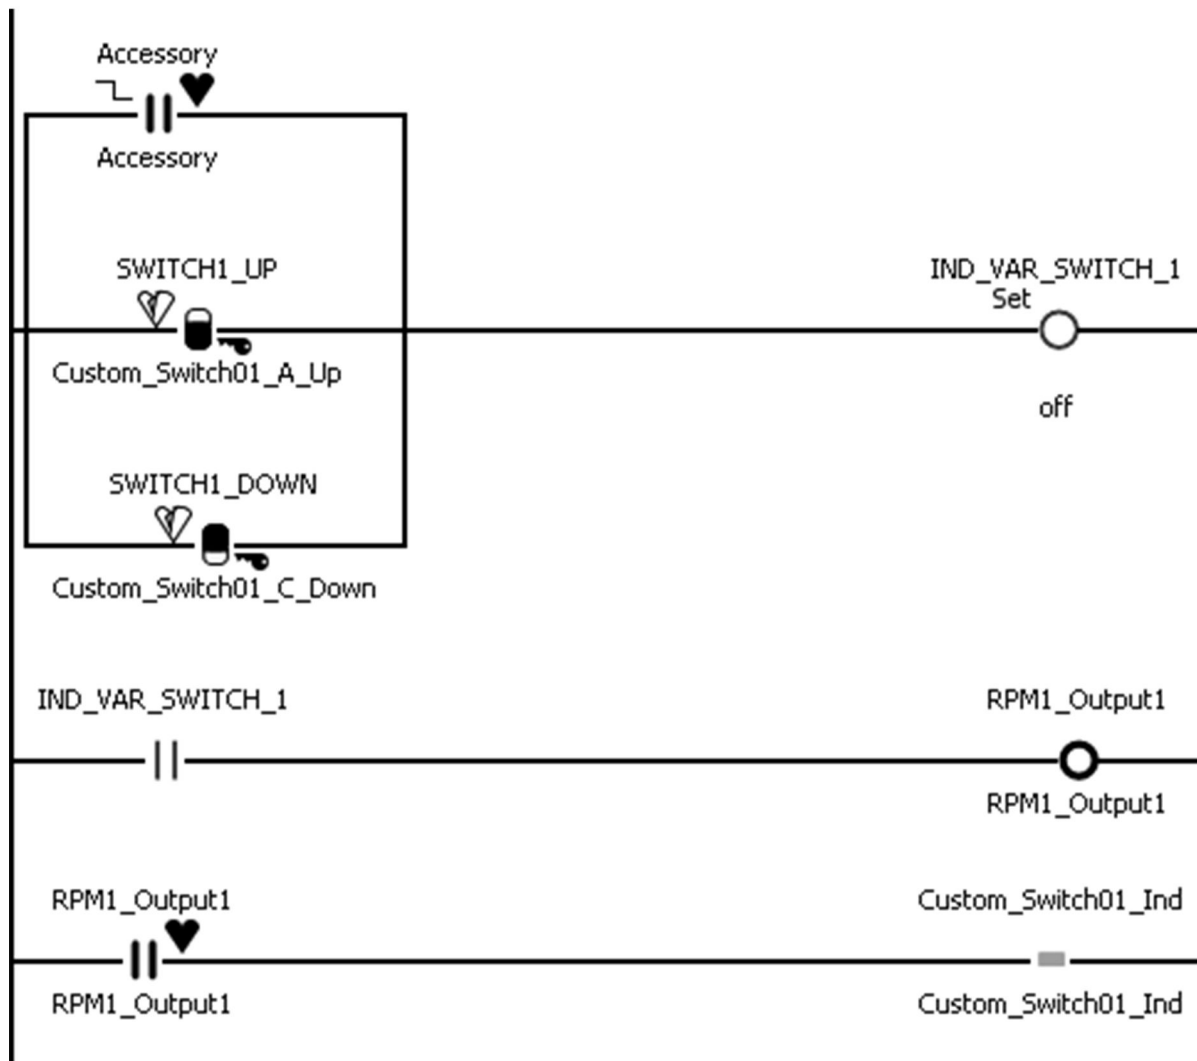 Accessory
Accessory
SWITCH1_UP
IND_VAR_SWITCH_1
Set
Custom_Switch01_A_Up
off
SWITCH1_DOWN
Custom_Switch01_C_Down
IND_VAR_SWITCH_1
RPM1_Output1
RPM1_Output1
RPM1_Output1
Custom_Switch01_Ind
RPM1_Output1
Custom_Switch01_Ind